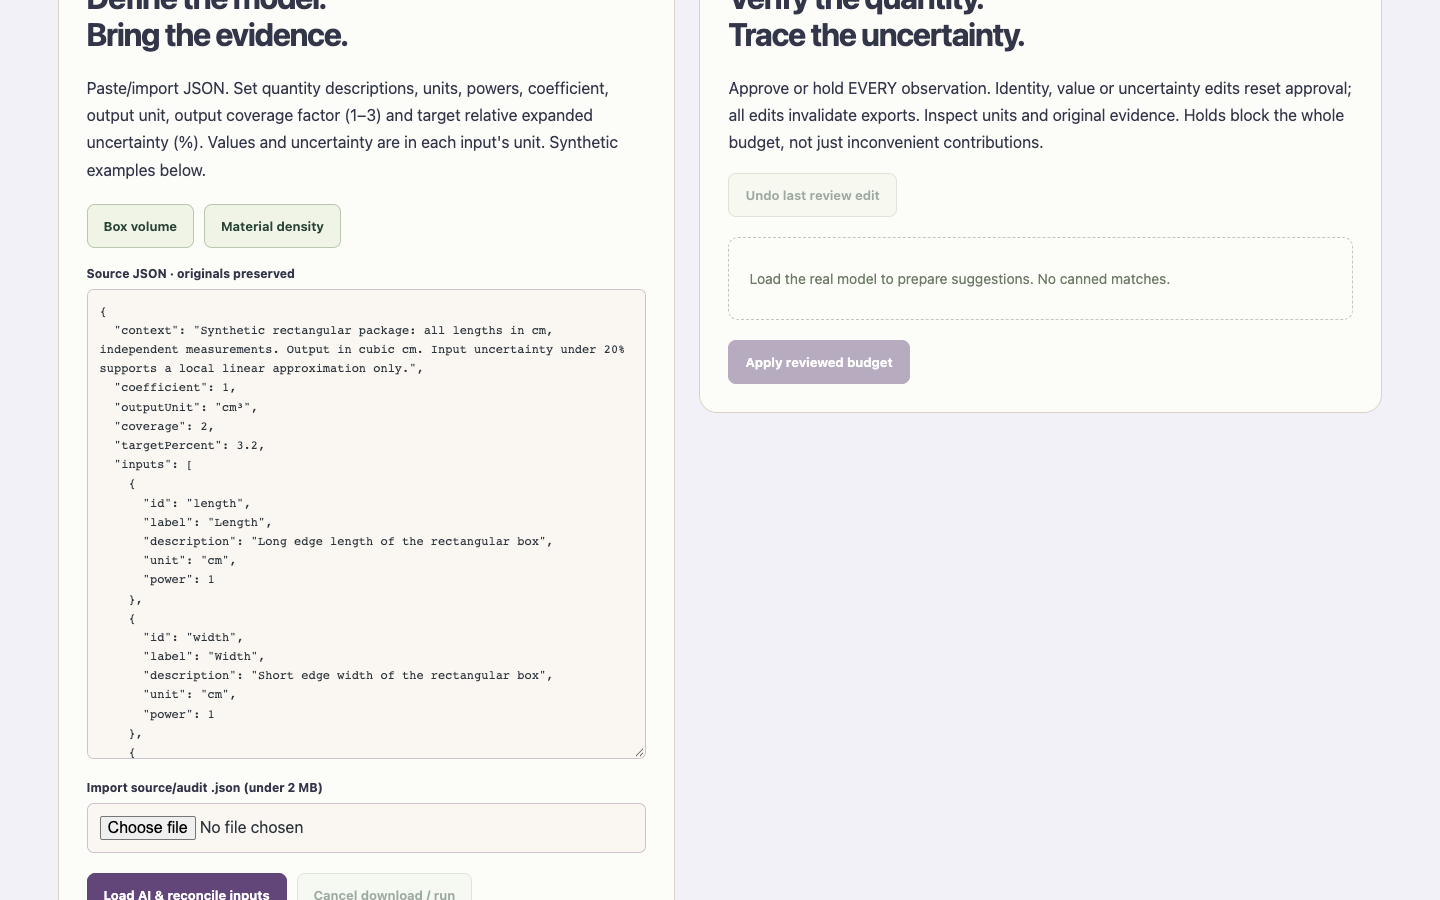 Define the model.
Bring the evidence.
Paste/import JSON. Set quantity descriptions, units, powers, coefficient,
output unit, output coverage factor (1–3) and target relative expanded
uncertainty (%). Values and uncertainty are in each input's unit. Synthetic
examples below.
Box volume
Material density
Source JSON · originals preserved
{
"context": "Synthetic rectangular package: all lengths in cm,
independent measurements. Output in cubic cm. Input uncertainty under 20%
supports a local linear approximation only.",
"coefficient": 1,
"outputUnit": "cm³",
"coverage": 2,
"targetPercent": 3.2,
"inputs": [
{
"id": "length",
"label": "Length",
"description": "Long edge length of the rectangular box",
"unit": "cm",
"power": 1
},
{
"id": "width",
"label": "Width",
"description": "Short edge width of the rectangular box",
"unit": "cm",
"power": 1
},
{
Import source/audit .json (under 2 MB)
Choose file No file chosen
Load AI & reconcile inputs
Cancel download / run
Verify the quantity.
Trace the uncertainty.
Approve or hold EVERY observation. Identity, value or uncertainty edits reset approval;
all edits invalidate exports. Inspect units and original evidence. Holds block the whole
budget, not just inconvenient contributions.
Undo last review edit
Load the real model to prepare suggestions. No canned matches.
Apply reviewed budget